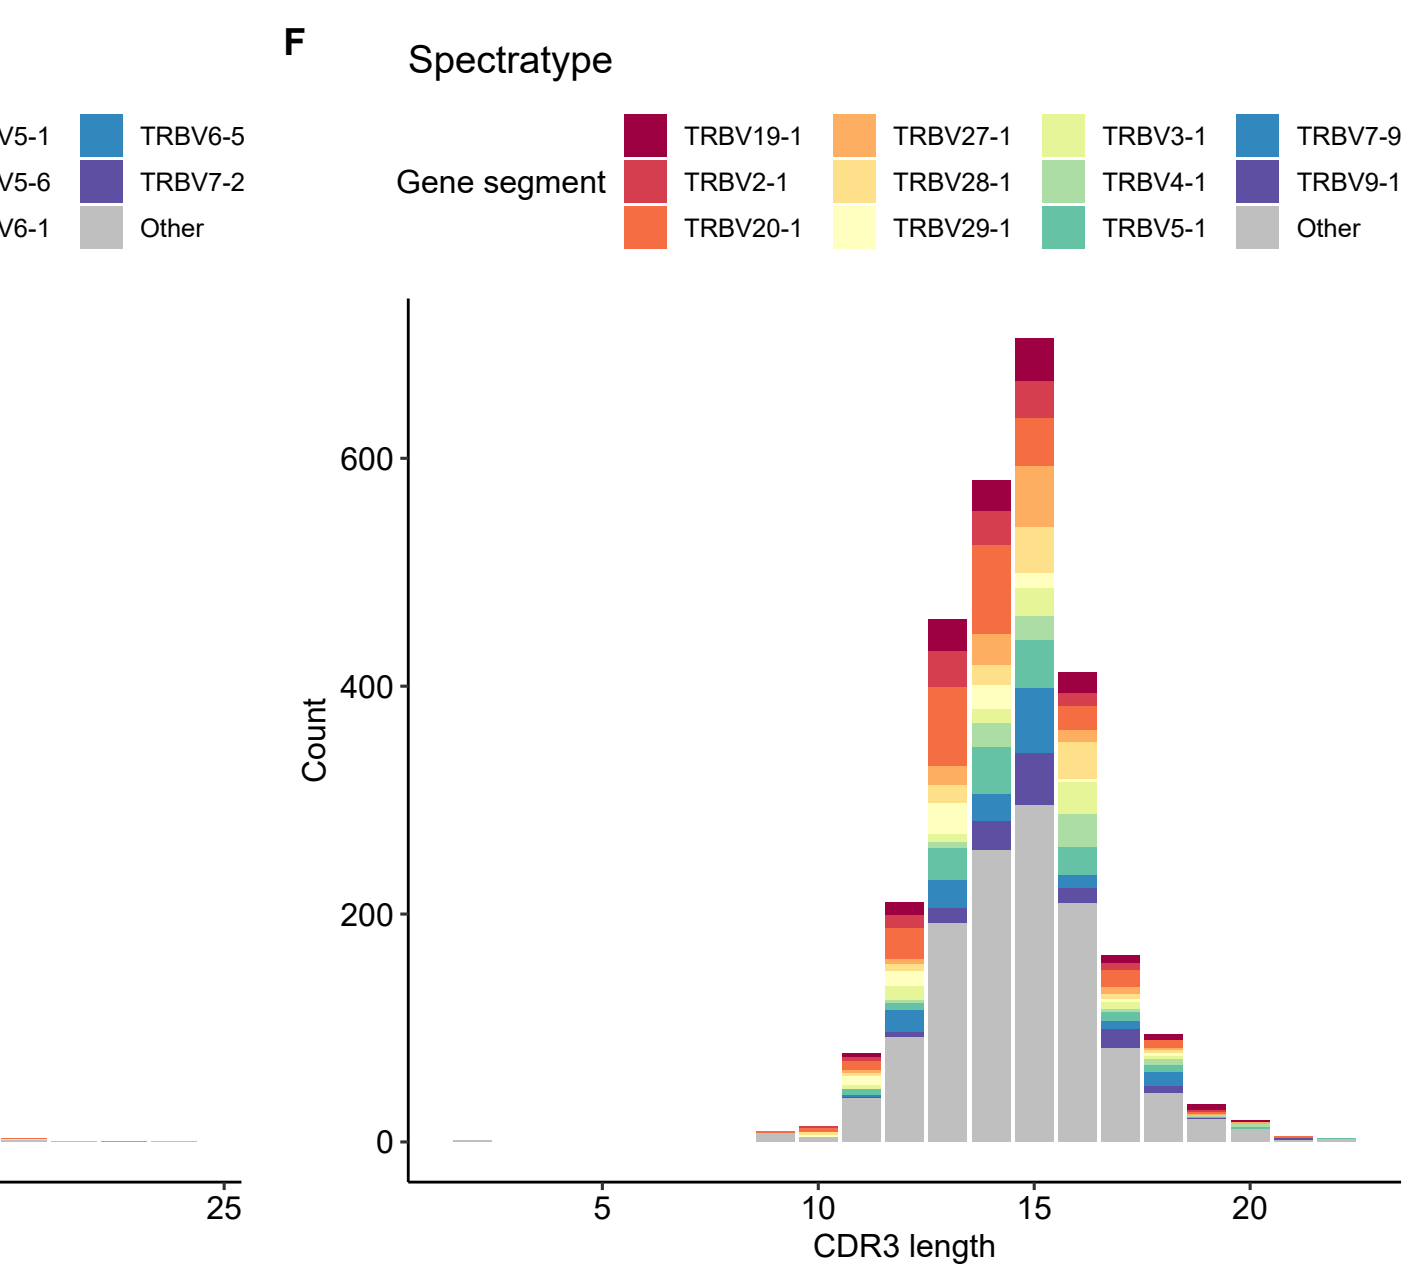 F
Spectratype
V5-1
V5-6
V6-1
TRBV6-5
TRBV7-2
Other
Gene segment
TRBV19-1
TRBV2-1
TRBV20-1
TRBV27-1
TRBV28-1
TRBV29-1
TRBV3-1
TRBV4-1
TRBV5-1
TRBV7-9
TRBV9-1
Other
Count
600
400
200
0
25
5
10
15
20
CDR3 length